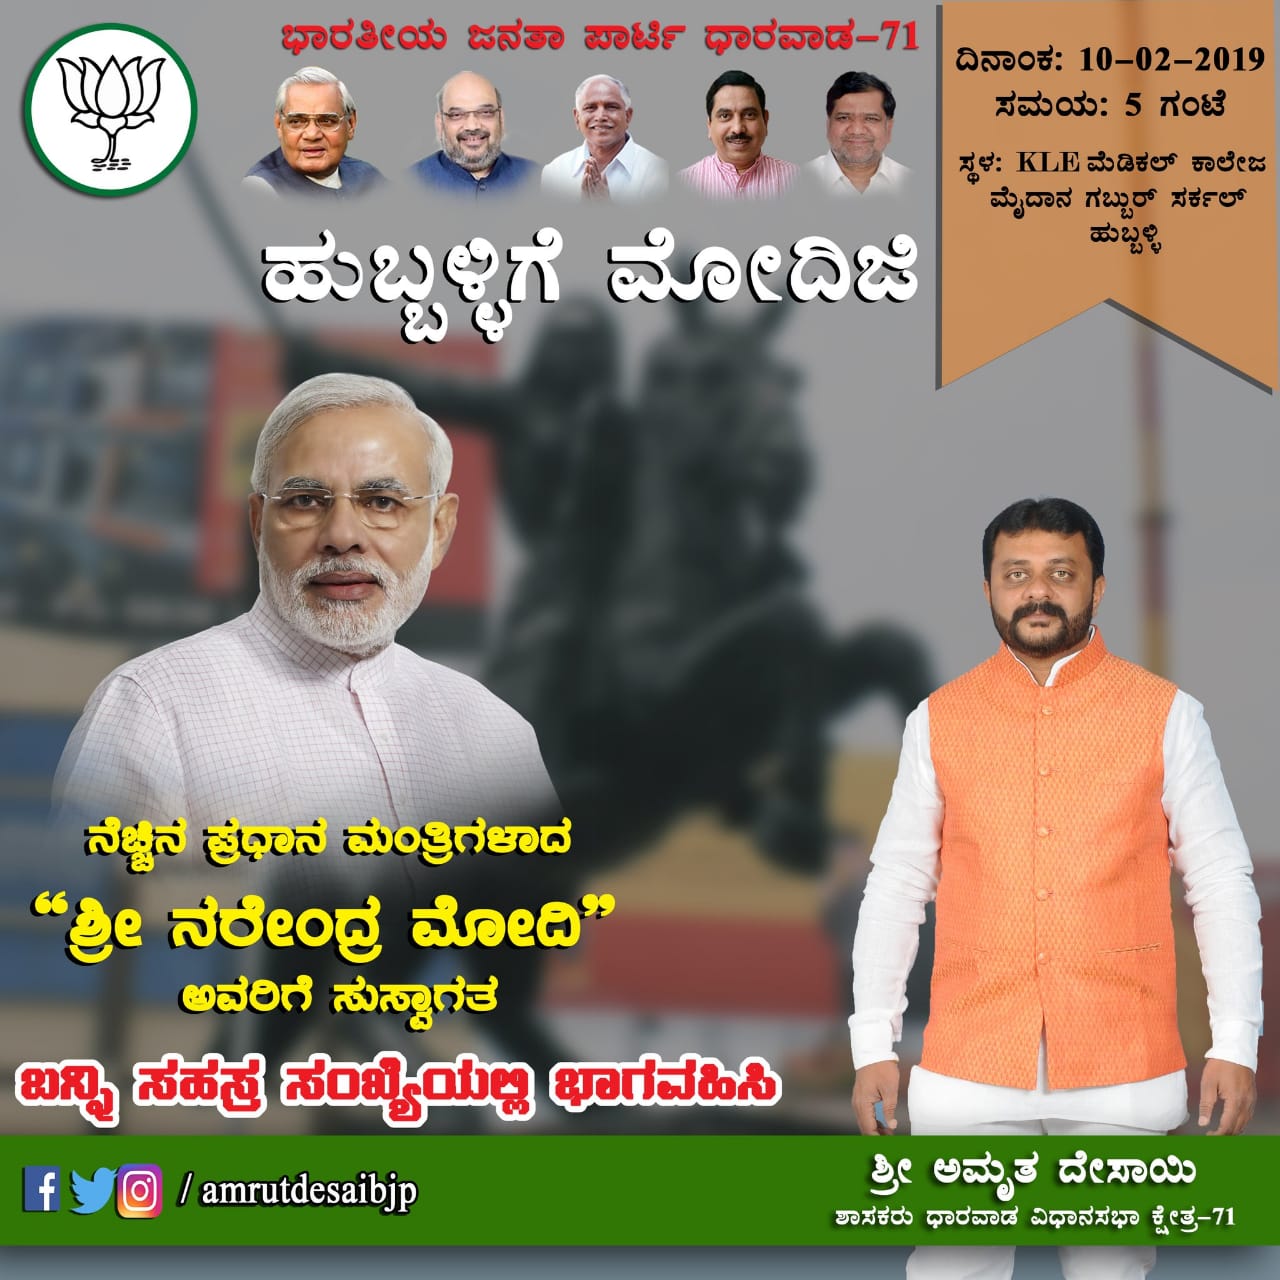 ಭಾರತೀಯ ಜನತಾ ಪಾರ್ಟಿ ಧಾರವಾಡ-71
ದಿನಾಂಕ: 10-02-2019
ಸಮಯ: 5 ಗಂಟೆ
ಸ್ಥಳ: KLE ಮೆಡಿಕಲ್ ಕಾಲೇಜ
ಮೈದಾನ ಗಬ್ಬುರ್ ಸರ್ಕಲ್
ಹುಬ್ಬಳ್ಳಿ
ಹುಬ್ಬಳ್ಳಿಗೆ ಮೋದಿಜಿ
ನೆಚ್ಚಿನ ಪ್ರಧಾನ ಮಂತ್ರಿಗಳಾದ
“ಶ್ರೀ ನರೇಂದ್ರ ಮೋದಿ”
ಅವರಿಗೆ ಸುಸ್ವಾಗತ
ಬನ್ನಿ ಸಹಸ್ರ ಸಂಖ್ಯೆಯಲ್ಲಿ ಭಾಗವಹಿಸಿ
/ amrutdesaibjp
ಶ್ರೀ ಅಮೃತ ದೇಸಾಯಿ
ಶಾಸಕರು ಧಾರವಾಡ ವಿಧಾನಸಭಾ ಕ್ಷೇತ್ರ-71